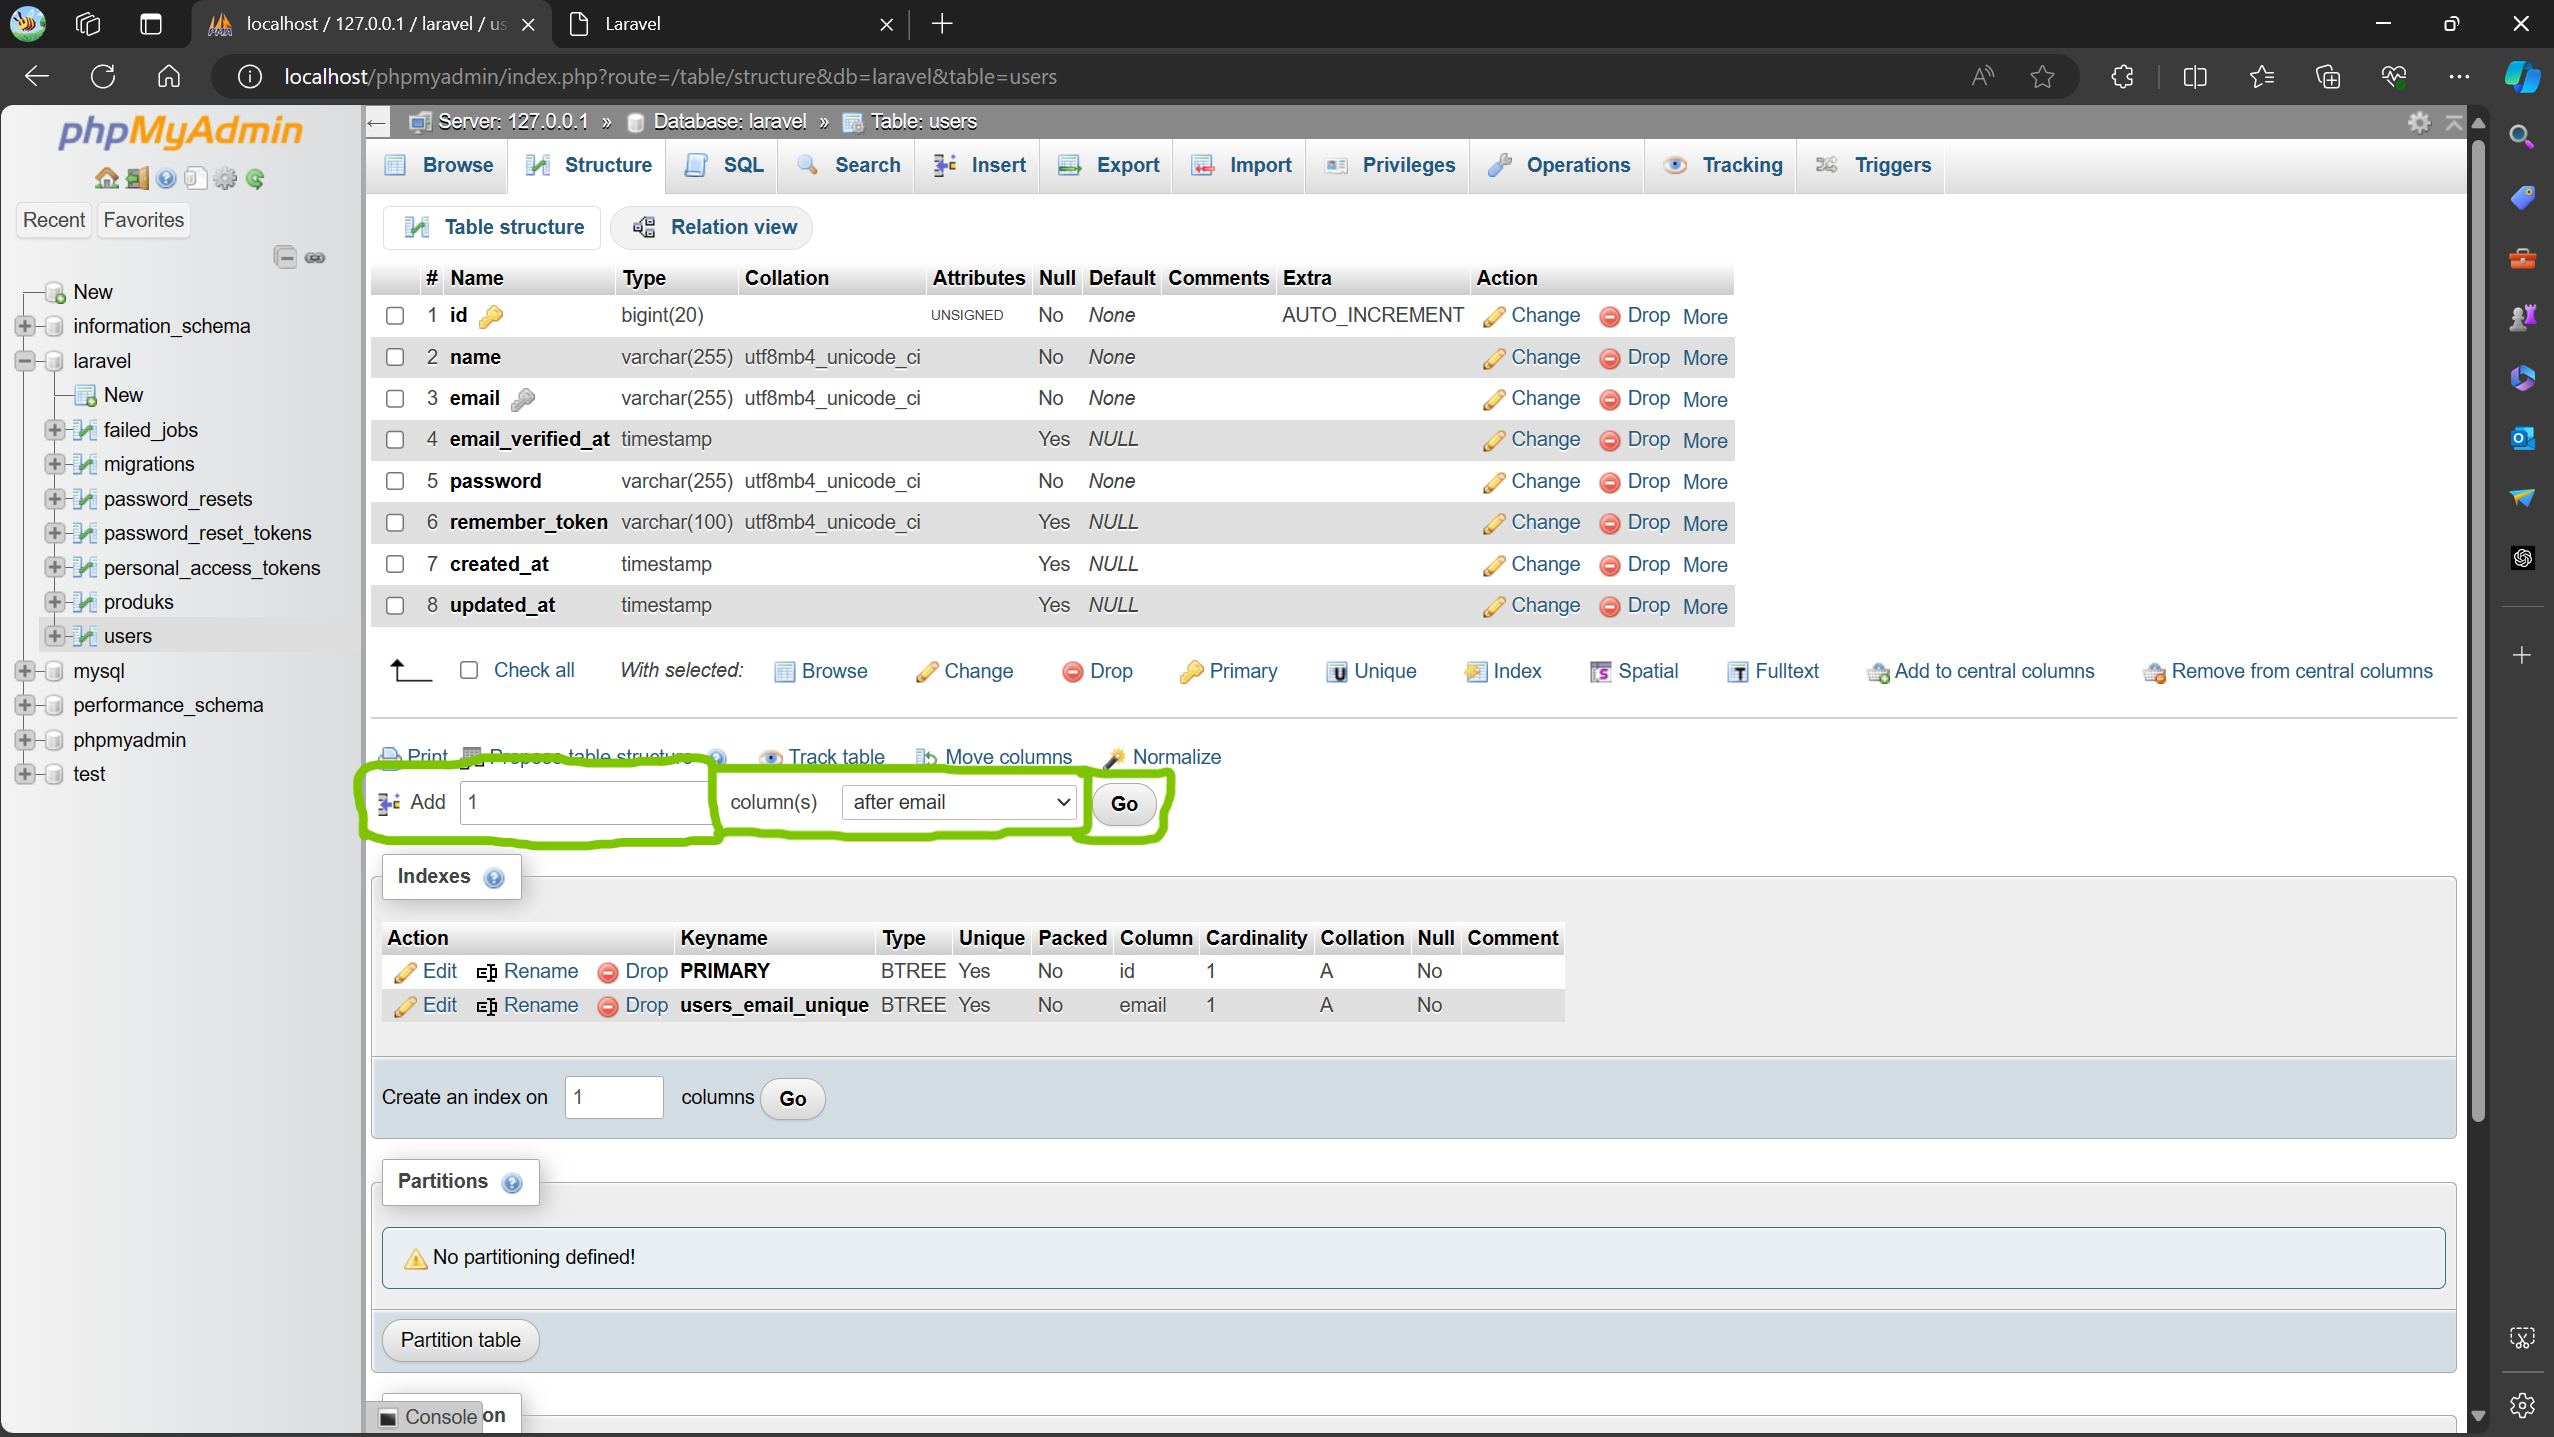 localhost / 127.0.0.1 / laravel / us
Laravel
localhost/phpmyadmin/index.php?route=/table/structure&db=laravel&table=users
phpMyAdmin
Recent Favorites
New
information_schema
laravel
New
failed_jobs
migrations
password_resets
password_reset_tokens
personal_access_tokens
produks
users
mysql
performance_schema
phpmyadmin
test
Server: 127.0.0.1 » Database: laravel » Table: users
Browse Structure SQL Search Insert Export Import Privileges Operations Tracking Triggers
Table structure Relation view
# Name Type Collation Attributes Null Default Comments Extra Action
1 id bigint(20) UNSIGNED No None AUTO_INCREMENT Change Drop More
2 name varchar(255) utf8mb4_unicode_ci No None Change Drop More
3 email varchar(255) utf8mb4_unicode_ci No None Change Drop More
4 email_verified_at timestamp Yes NULL Change Drop More
5 password varchar(255) utf8mb4_unicode_ci No None Change Drop More
6 remember_token varchar(100) utf8mb4_unicode_ci Yes NULL Change Drop More
7 created_at timestamp Yes NULL Change Drop More
8 updated_at timestamp Yes NULL Change Drop More
Check all With selected: Browse Change Drop Primary Unique Index Spatial Fulltext Add to central columns Remove from central columns
Print Propose table structure Track table Move columns Normalize
Add 1 column(s) after email Go
Indexes
Action Keyname Type Unique Packed Column Cardinality Collation Null Comment
Edit Rename Drop PRIMARY BTREE Yes No id 1 A No
Edit Rename Drop users_email_unique BTREE Yes No email 1 A No
Create an index on 1 columns Go
Partitions
No partitioning defined!
Partition table
Console on